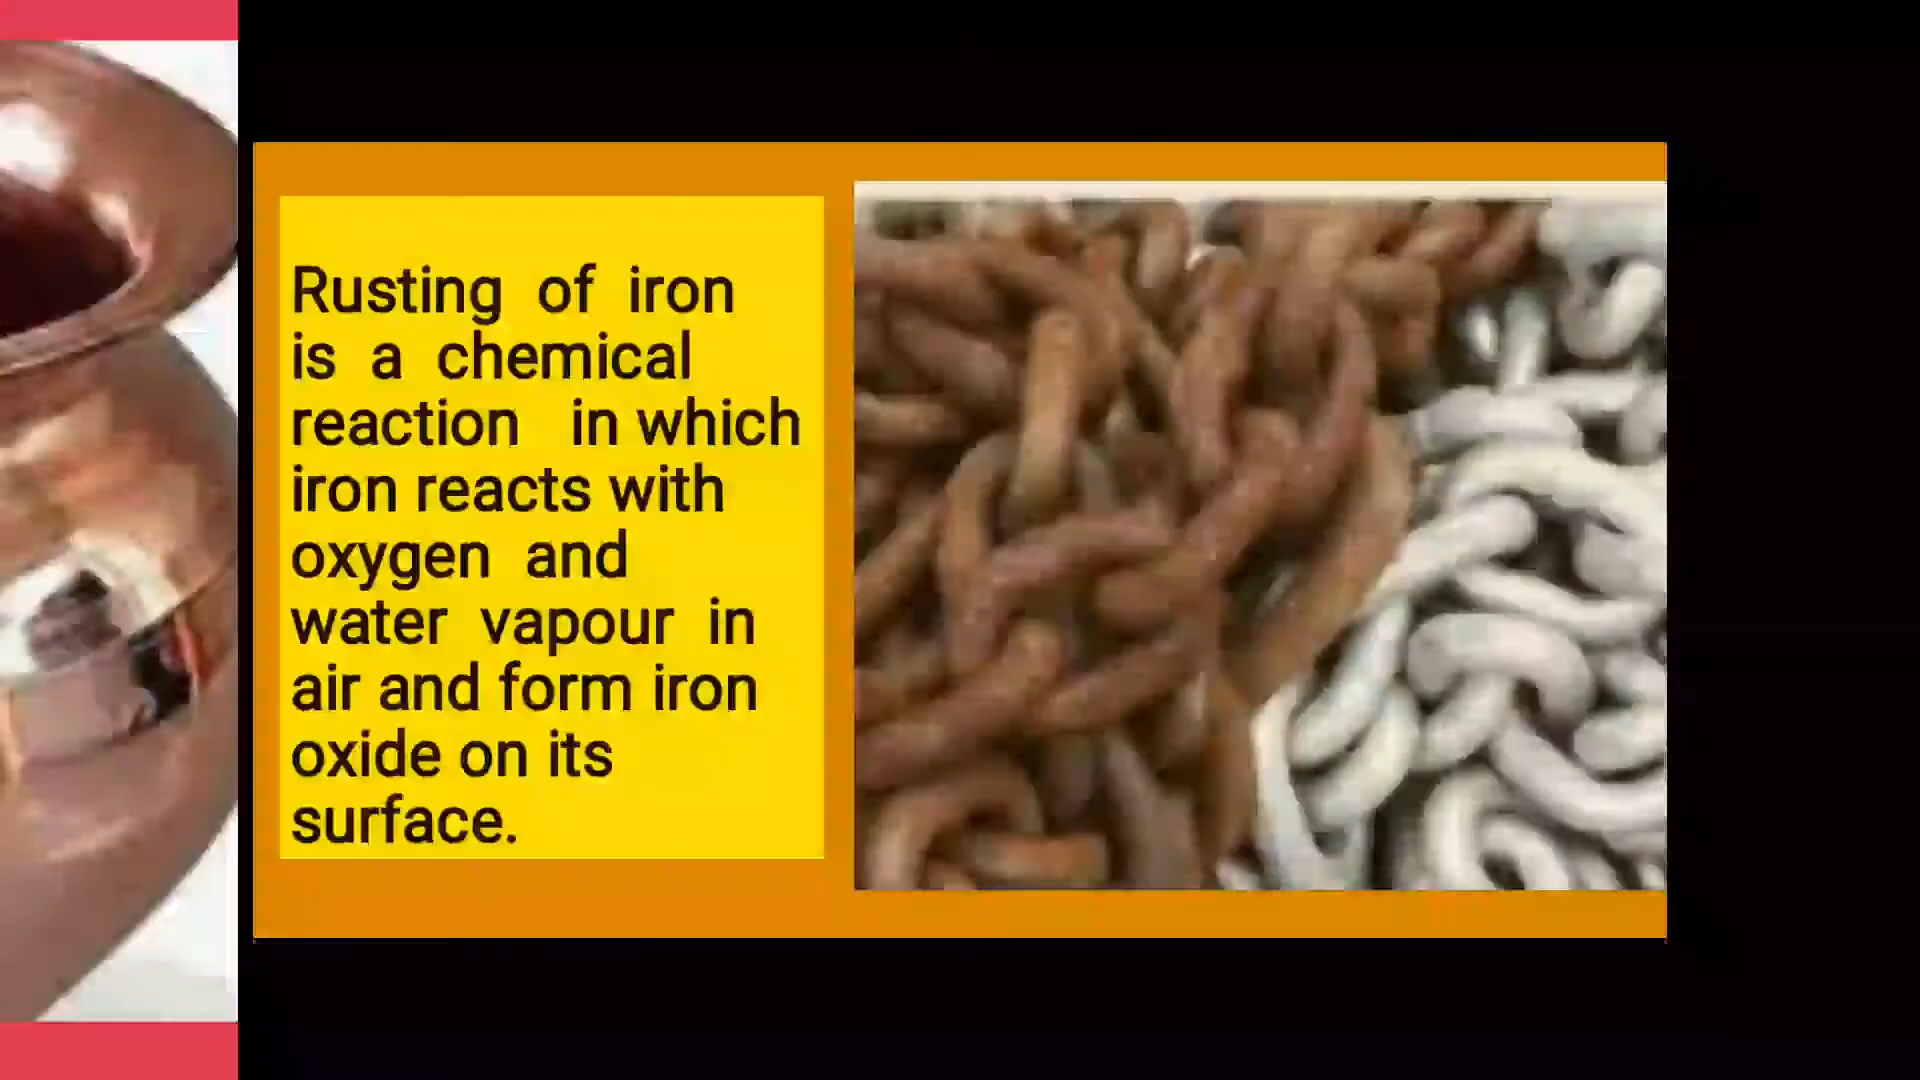 Rusting of iron
is a chemical
reaction in which
iron reacts with
oxygen and
water vapour in
air and form iron
oxide on its
surface.